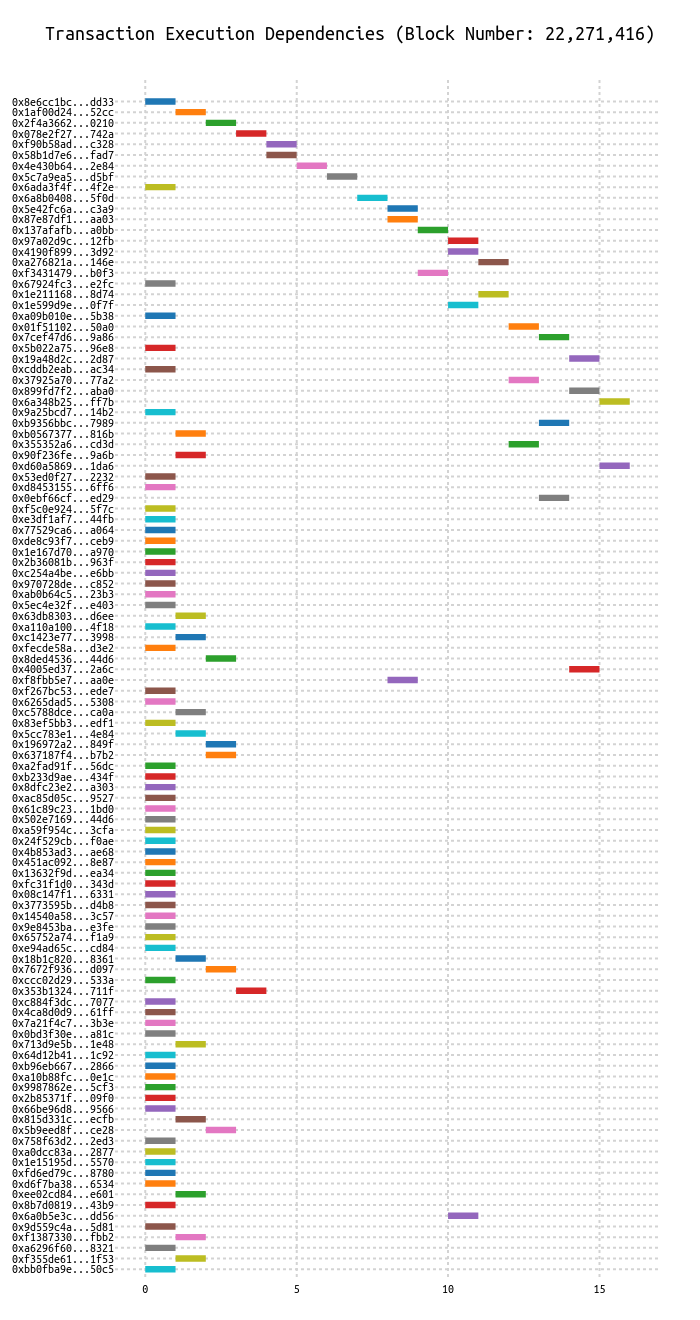 Transaction Execution Dependencies (Block Number: 22,271,416)
0x8e6cc1bc...dd33
0x1af00d24...52cc
0x2f4a3662...0210
0x078e2f27...742a
0xf90b58ad...c328
0x58b1d7e6...fad7
0x4e430b64...2e84
0x5c7a9ea5...d5bf
0x6ada3f4f...4f2e
0x6a8b0408...5f0d
0x5e42fc6a...c3a9
0x87e87df1...aa03
0x137afafb...a0bb
0x97a02d9c...12fb
0x4190f899...3d92
0xa276821a...146e
0xf3431479...b0f3
0x67924fc3...e2fc
0x1e211168...8d74
0x1e599d9e...0f7f
0xa09b010e...5b38
0x01f51102...50a0
0x7cef47d6...9a86
0x5b022a75...96e8
0x19a48d2c...2d87
0xcddb2eab...ac34
0x37925a70...77a2
0x899fd7f2...aba0
0x6a348b25...ff7b
0x9a25bcd7...14b2
0xb9356bbc...7989
0xb0567377...816b
0x355352a6...cd3d
0x90f236fe...9a6b
0xd60a5869...1da6
0x53ed0f27...2232
0xd8453155...6ff6
0x0ebf66cf...ed29
0xf5c0e924...5f7c
0xe3df1af7...44fb
0x77529ca6...a064
0xde8c93f7...ceb9
0x1e167d70...a970
0x2b36081b...963f
0xc254a4be...e6bb
0x970728de...c852
0xab0b64c5...23b3
0x5ec4e32f...e403
0x63db8303...d6ee
0xa110a100...4f18
0xc1423e77...3998
0xfecde58a...d3e2
0x8ded4536...44d6
0x4005ed37...2a6c
0xf8fbb5e7...aa0e
0xf267bc53...ede7
0x6265dad5...5308
0xc5788dce...ca0a
0x83ef5bb3...edf1
0x5cc783e1...4e84
0x196972a2...849f
0x637187f4...b7b2
0xa2fad91f...56dc
0xb233d9ae...434f
0x8dfc23e2...a303
0xac85d05c...9527
0x61c89c23...1bd0
0x502e7169...44d6
0xa59f954c...3cfa
0x24f529cb...f0ae
0x4b853ad3...ae68
0x451ac092...8e87
0x13632f9d...ea34
0xfc31f1d0...343d
0x08c147f1...6331
0x3773595b...d4b8
0x14540a58...3c57
0x9e8453ba...e3fe
0x65752a74...f1a9
0xe94ad65c...cd84
0x18b1c820...8361
0x7672f936...d097
0xccc02d29...533a
0x353b1324...711f
0xc884f3dc...7077
0x4ca8d0d9...61ff
0x7a21f4c7...3b3e
0x0bd3f30e...a81c
0x713d9e5b...1e48
0x64d12b41...1c92
0xb96eb667...2866
0xa10b88fc...0e1c
0x9987862e...5cf3
0x2b85371f...09f0
0x66be96d8...9566
0x815d331c...ecfb
0x5b9eed8f...ce28
0x758f63d2...2ed3
0xa0dcc83a...2877
0x1e15195d...5570
0xfd6ed79c...8780
0xd6f7ba38...6534
0xee02cd84...e601
0x8b7d0819...43b9
0x6a0b5e3c...dd56
0x9d559c4a...5d81
0xf1387330...fbb2
0xa6296f60...8321
0xf355de61...1f53
0xbb0fba9e...50c5
0 5 10 15